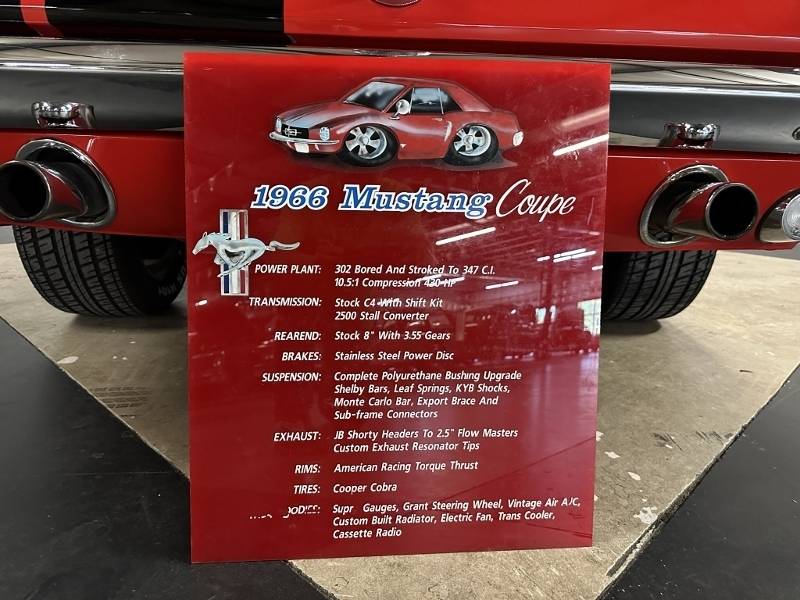 1966 Mustang Coupe
POWER PLANT: 302 Bored And Stroked To 347 C.I.
10.5:1 Compression 430 HP
TRANSMISSION: Stock C4 With Shift Kit
2500 Stall Converter
REAREND: Stock 8" With 3.55 Gears
BRAKES: Stainless Steel Power Disc
SUSPENSION: Complete Polyurethane Bushing Upgrade
Shelby Bars, Leaf Springs, KYB Shocks,
Monte Carlo Bar, Export Brace And
Sub-frame Connectors
EXHAUST: JB Shorty Headers To 2.5" Flow Masters
Custom Exhaust Resonator Tips
RIMS: American Racing Torque Thrust
TIRES: Cooper Cobra
Gauges, Grant Steering Wheel, Vintage Air A/C,
Custom Built Radiator, Electric Fan, Trans Cooler,
Cassette Radio